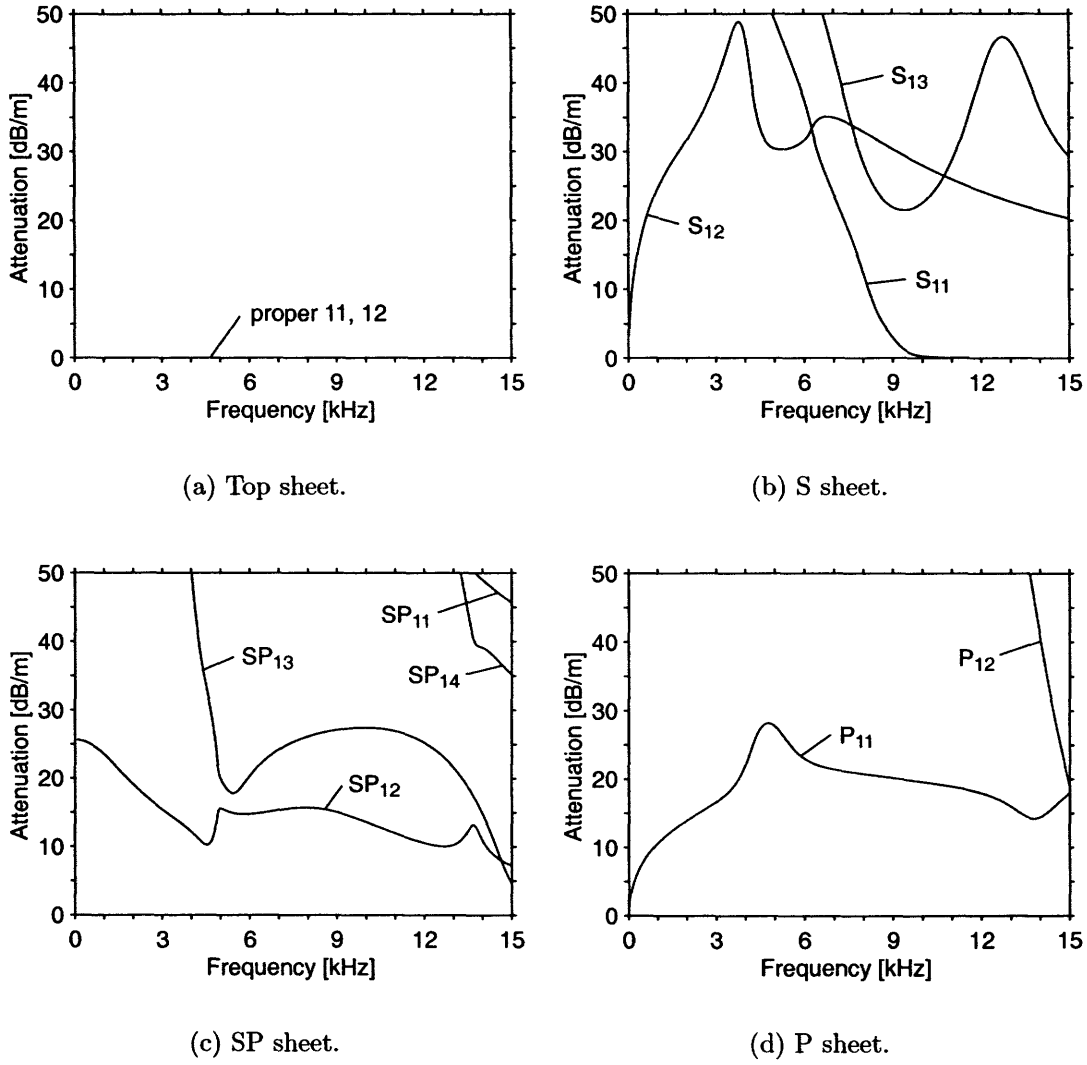 50
40
30
20
10
0
Attenuation [dB/m]
proper 11, 12
0 3 6 9 12 15
Frequency [kHz]
(a) Top sheet.
50
40
30
20
10
0
Attenuation [dB/m]
S13
S12
S11
0 3 6 9 12 15
Frequency [kHz]
(b) S sheet.
50
40
30
20
10
0
Attenuation [dB/m]
SP11
SP13
SP14
SP12
0 3 6 9 12 15
Frequency [kHz]
(c) SP sheet.
50
40
30
20
10
0
Attenuation [dB/m]
P12
P11
0 3 6 9 12 15
Frequency [kHz]
(d) P sheet.